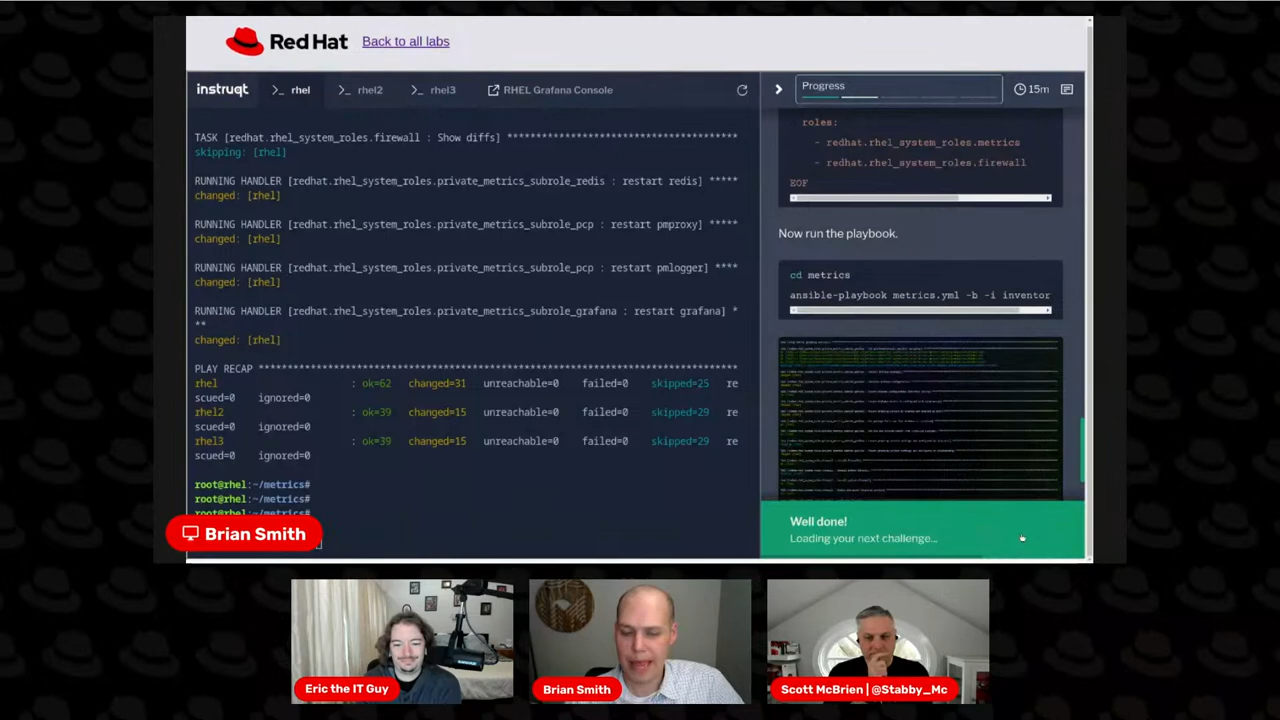 Red Hat
Back to all labs
instruqt
>_ rhel
>_ rhel2
>_ rhel3
RHEL Grafana Console
Progress
15m
TASK [redhat.rhel_system_roles.firewall : Show diffs] **************************************
skipping: [rhel]
RUNNING HANDLER [redhat.rhel_system_roles.private_metrics_subrole_redis : restart redis] *****
changed: [rhel]
RUNNING HANDLER [redhat.rhel_system_roles.private_metrics_subrole_pcp : restart pmproxy] *****
changed: [rhel]
RUNNING HANDLER [redhat.rhel_system_roles.private_metrics_subrole_pcp : restart pmlogger] ****
changed: [rhel]
RUNNING HANDLER [redhat.rhel_system_roles.private_metrics_subrole_grafana : restart grafana] *
**
changed: [rhel]
PLAY RECAP *********************************************************************************
rhel : ok=62 changed=31 unreachable=0 failed=0 skipped=25 re
scued=0 ignored=0
rhel2 : ok=39 changed=15 unreachable=0 failed=0 skipped=29 re
scued=0 ignored=0
rhel3 : ok=39 changed=15 unreachable=0 failed=0 skipped=29 re
scued=0 ignored=0
root@rhel:~/metrics#
root@rhel:~/metrics#
root@rhel:~/metrics#
roles:
- redhat.rhel_system_roles.metrics
- redhat.rhel_system_roles.firewall
EOF
Now run the playbook.
cd metrics
ansible-playbook metrics.yml -b -i inventor
Well done!
Loading your next challenge...
Brian Smith
Eric the IT Guy
Brian Smith
Scott McBrien | @Stabby_Mc